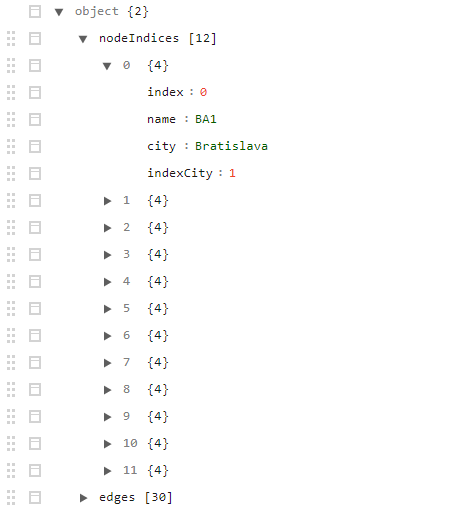 object {2}
nodeIndices [12]
0 {4}
index : 0
name : BA1
city : Bratislava
indexCity : 1
1 {4}
2 {4}
3 {4}
4 {4}
5 {4}
6 {4}
7 {4}
8 {4}
9 {4}
10 {4}
11 {4}
edges [30]